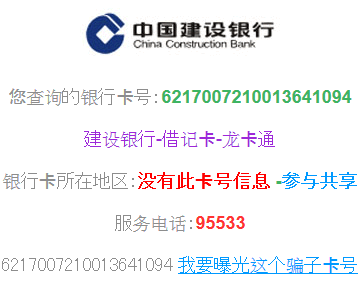 中国建设银行
China Construction Bank
您查询的银行卡号:6217007210013641094
建设银行-借记卡-龙卡通
银行卡所在地区:没有此卡号信息 -参与共享
服务电话:95533
6217007210013641094 我要曝光这个骗子卡号